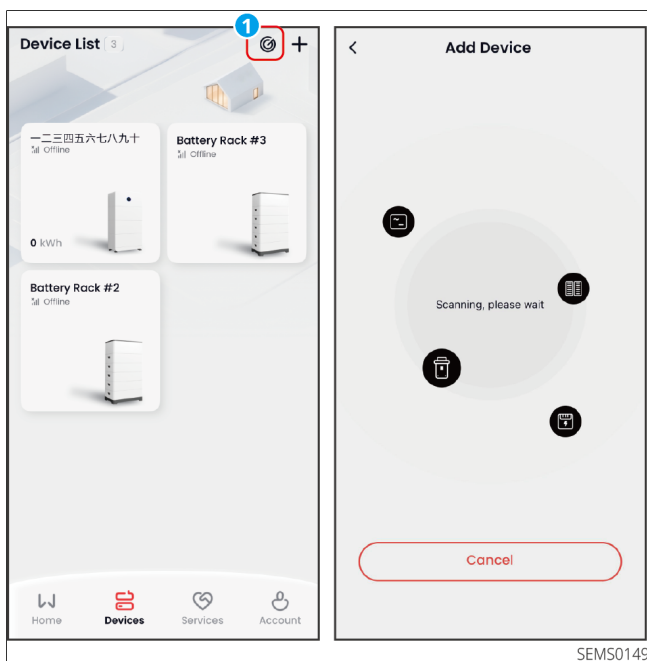 1
Device List 3
一二三四五六七八九十
Offline
0 kWh
Battery Rack #3
Offline
Battery Rack #2
Offline
Home
Devices
Services
Account
Add Device
Scanning, please wait
Cancel
SEMS0149